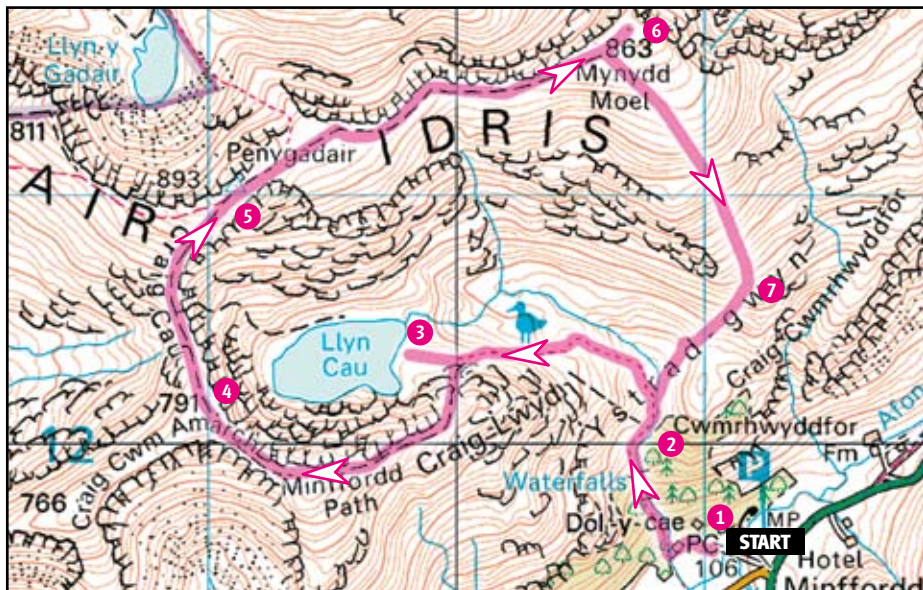 Llyn y
Gadair
811
893
Penygadair
IDRIS
863
Mynydd
Moel
6
AIR
5
Craig Cau
3
Llyn
Cau
4
791
Craig Cwm Amarch
12
766
Minffordd
Path
Craig Lwyd
Ystrad gwyn
7
Craig Cwmrhwyddfor
Cwmrhwyddfor
Fm
Afon
2
Waterfalls
1
Dol-y-cae
MP
PC
START
106
Hotel
Minffordd